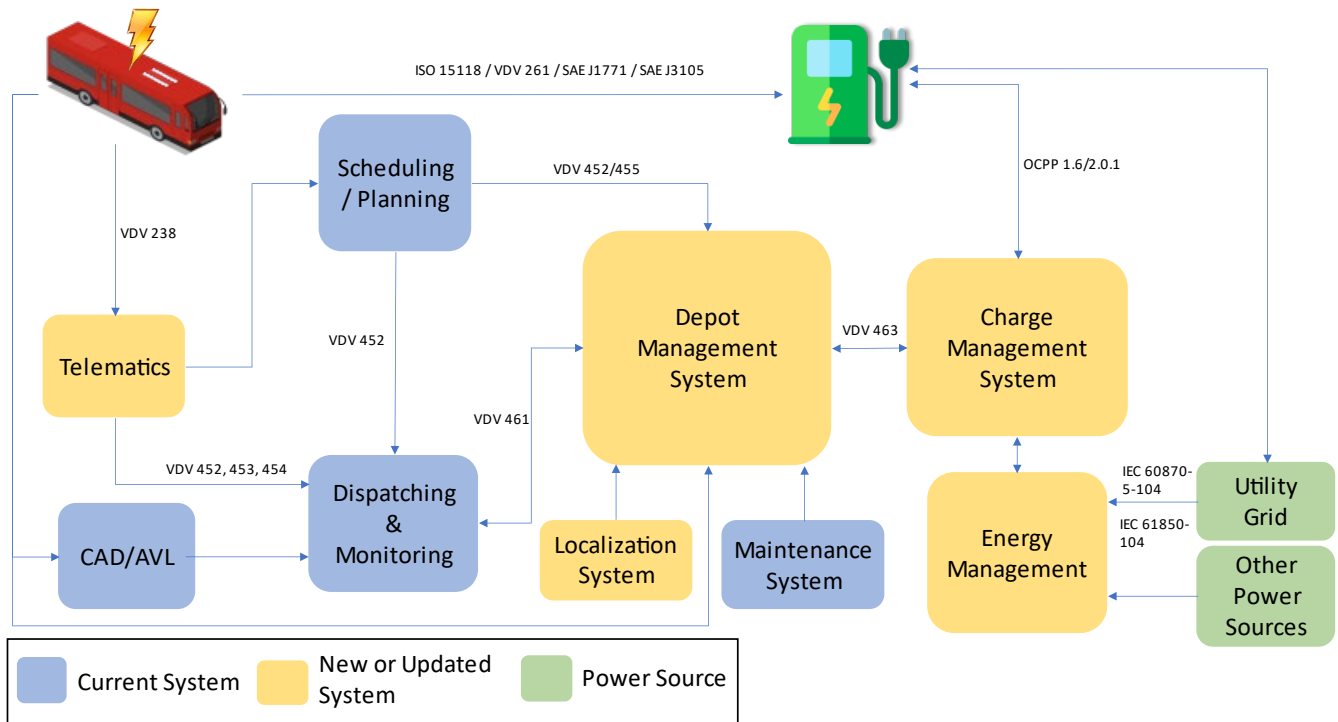 ISO 15118 / VDV 261 / SAE J1771 / SAE J3105
Scheduling
/ Planning
VDV 452/455
OCPP 1.6/2.0.1
VDV 238
Depot
Management
System
Charge
Management
System
VDV 463
VDV 452
Telematics
VDV 461
VDV 452, 453, 454
Dispatching
&
Monitoring
CAD/AVL
Localization
System
Maintenance
System
Energy
Management
IEC 60870-
5-104
IEC 61850-
104
Utility
Grid
Other
Power
Sources
Current System
New or Updated
System
Power Source